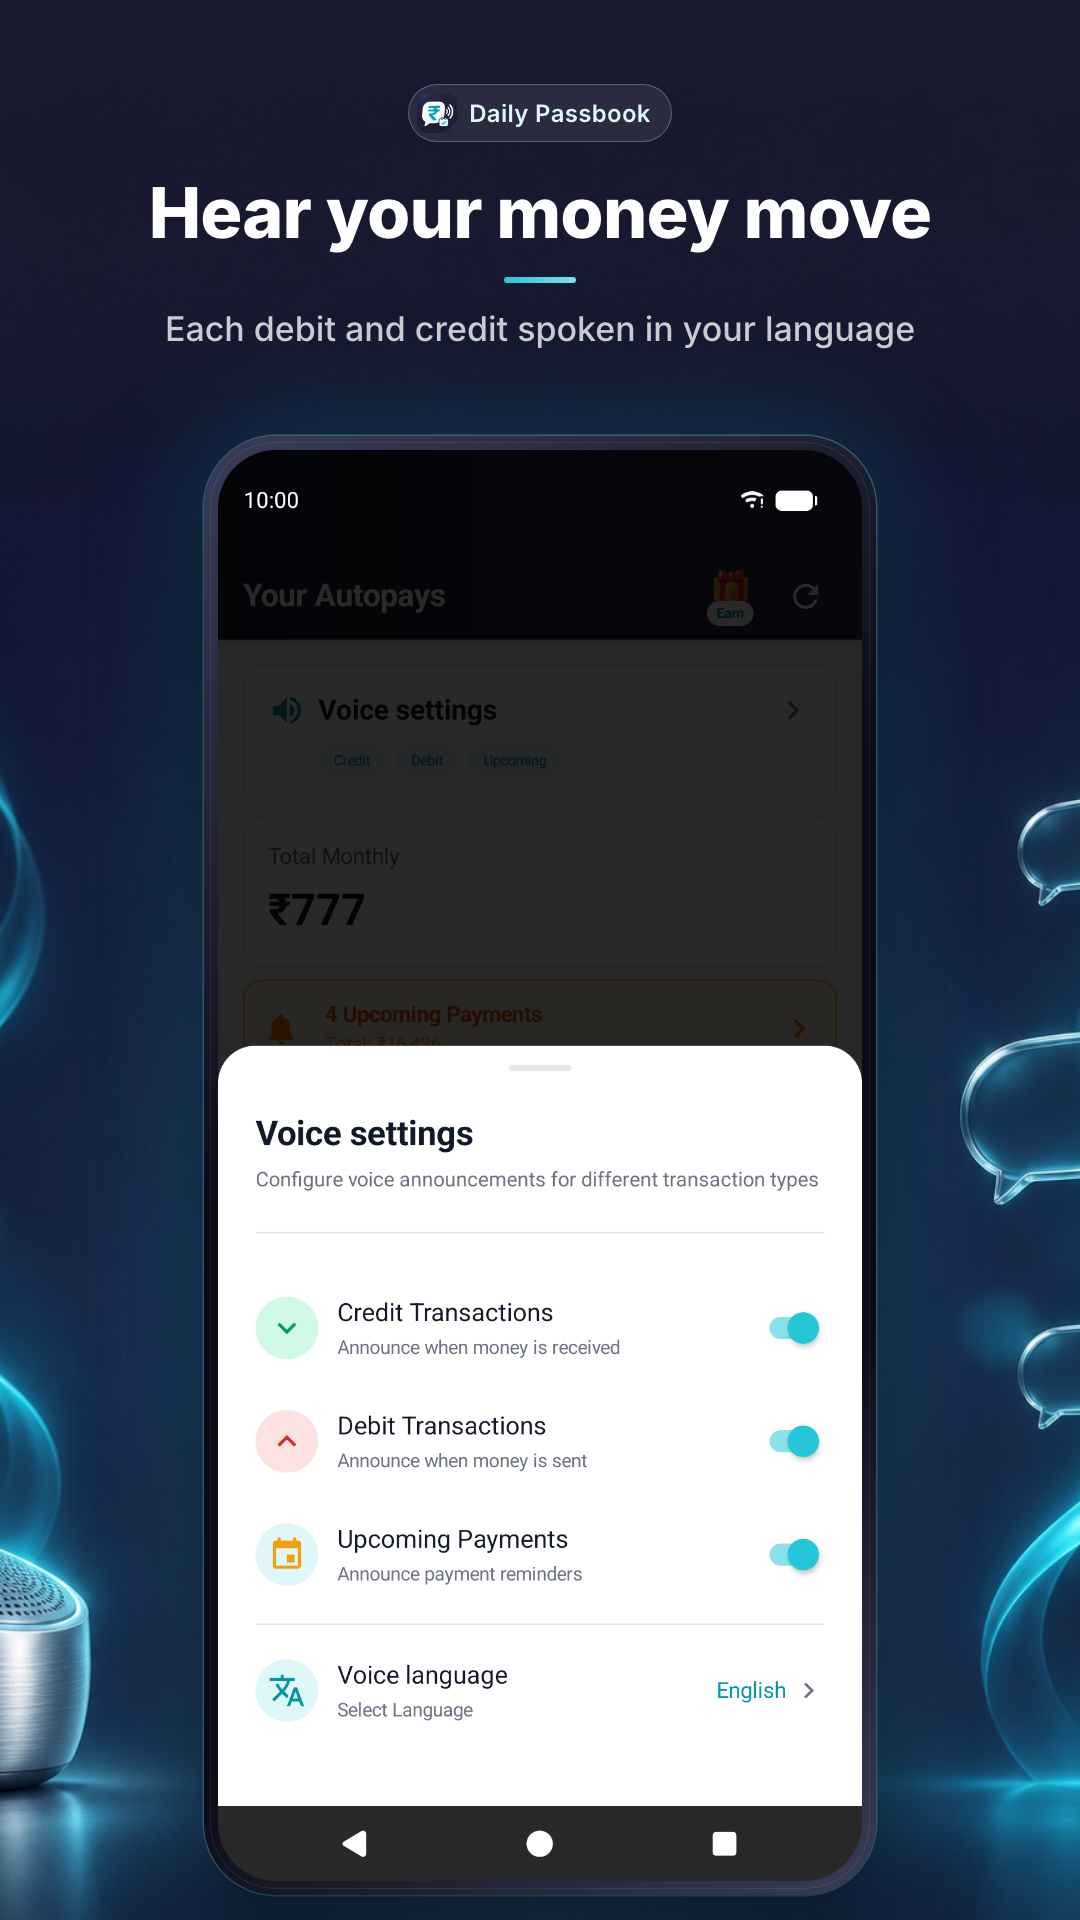 Daily Passbook
Hear your money move
Each debit and credit spoken in your language
10:00
Your Autopays
Earn
Voice settings
Credit Debit Upcoming
Total Monthly
₹777
4 Upcoming Payments
Total: ₹16,436
Voice settings
Configure voice announcements for different transaction types
Credit Transactions
Announce when money is received
Debit Transactions
Announce when money is sent
Upcoming Payments
Announce payment reminders
Voice language
Select Language
English